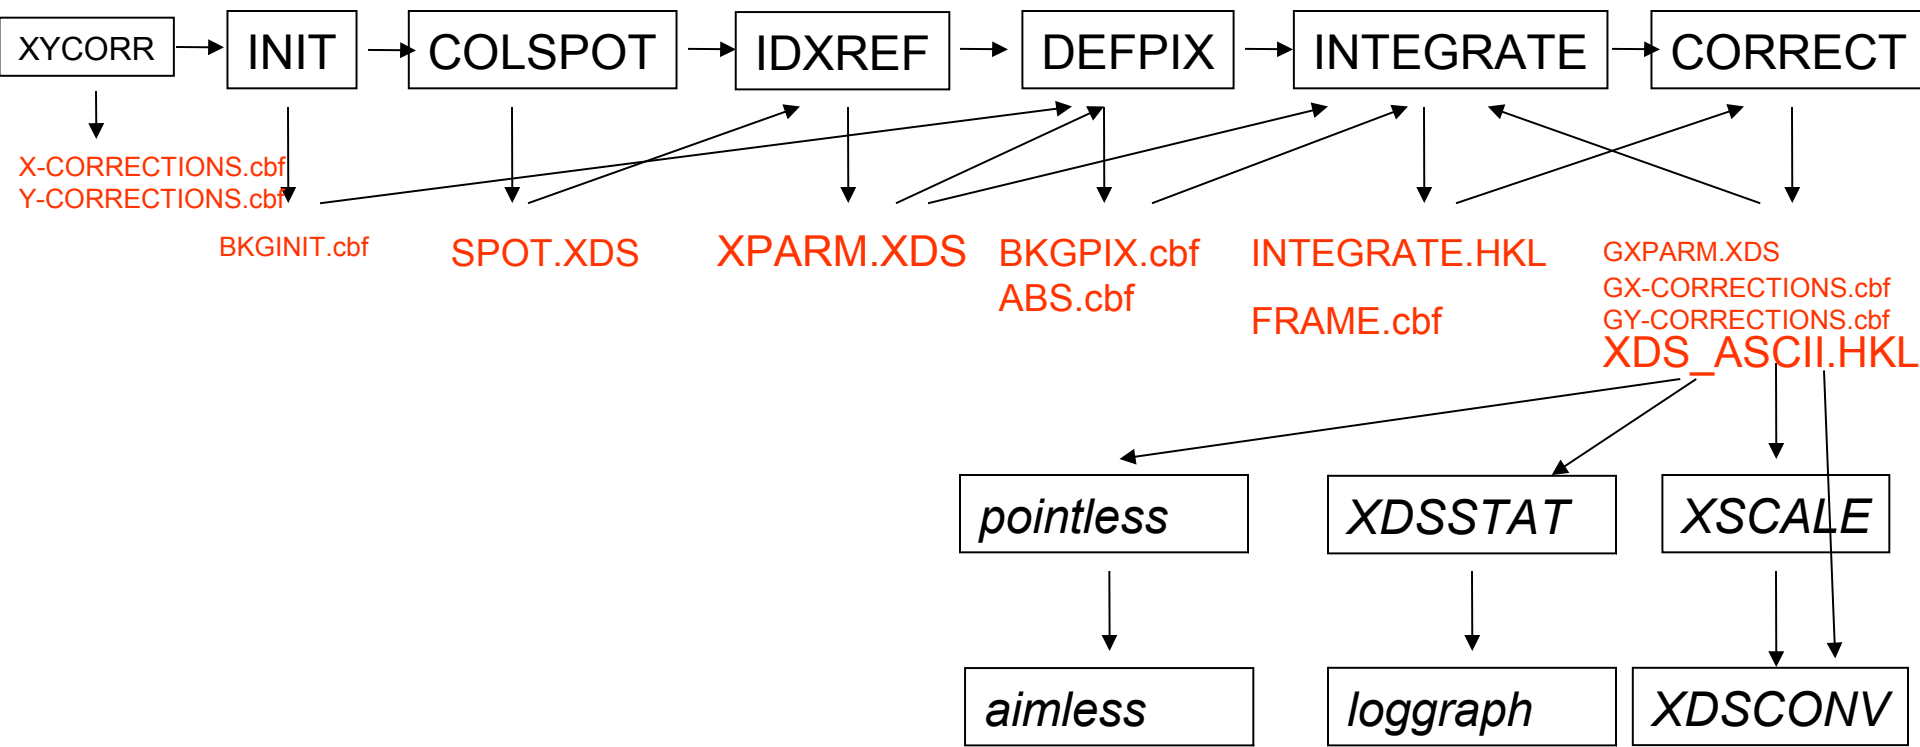 XYCORR
INIT
COLSPOT
IDXREF
DEFPIX
INTEGRATE
CORRECT
X-CORRECTIONS.cbf
Y-CORRECTIONS.cbf
BKGINIT.cbf
SPOT.XDS
XPARM.XDS
BKGPIX.cbf
ABS.cbf
INTEGRATE.HKL
FRAME.cbf
GXPARM.XDS
GX-CORRECTIONS.cbf
GY-CORRECTIONS.cbf
XDS_ASCII.HKL
pointless
XDSSTAT
XSCALE
aimless
loggraph
XDSCONV